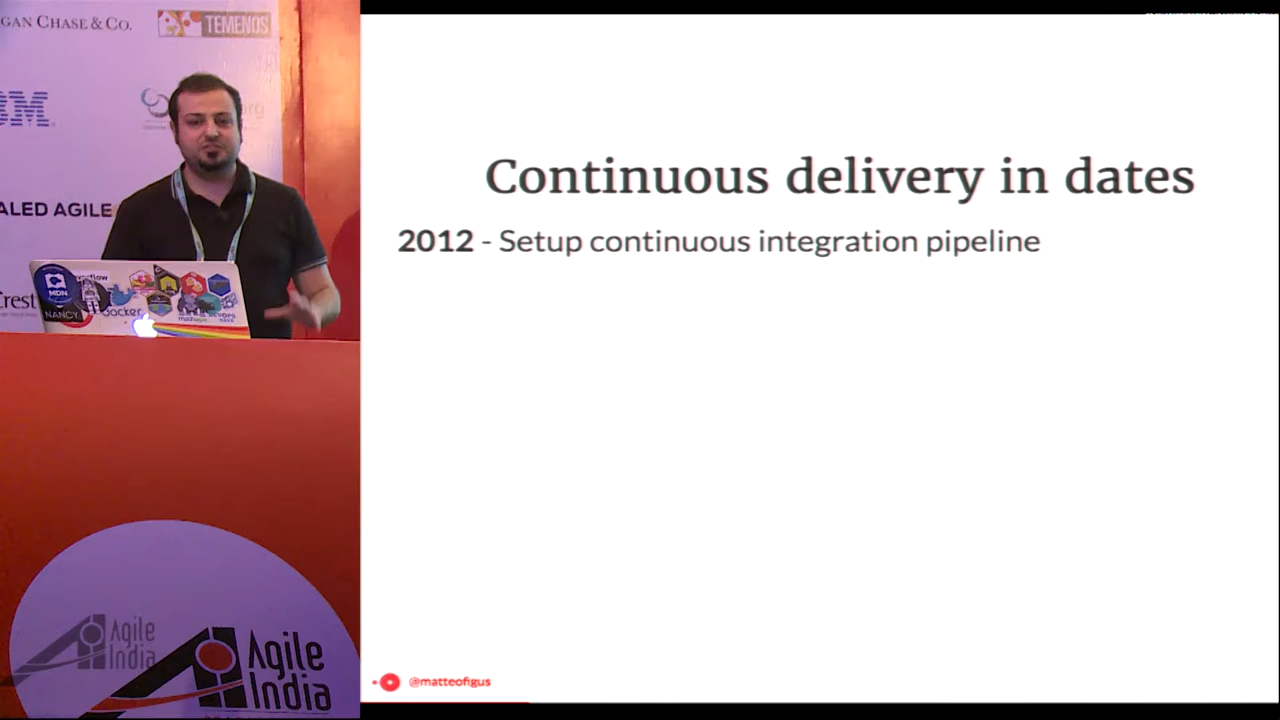 GAN CHASE & CO.
TEMENOS
IBM
ALED AGILE
Crest
MDN
NANCY
docker
Agile
India
Agile
India
Continuous delivery in dates
2012 - Setup continuous integration pipeline
@matteofigus